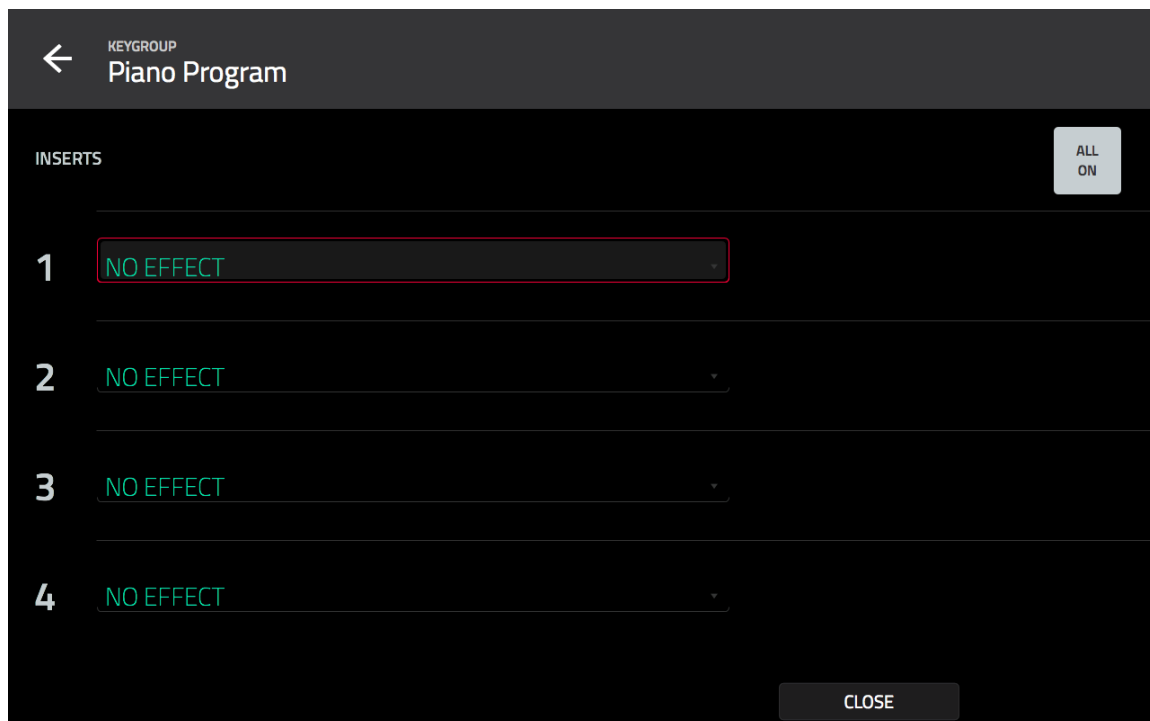 KEYGROUP
Piano Program
INSERTS
ALL
ON
1
NO EFFECT
2
NO EFFECT
3
NO EFFECT
4
NO EFFECT
CLOSE